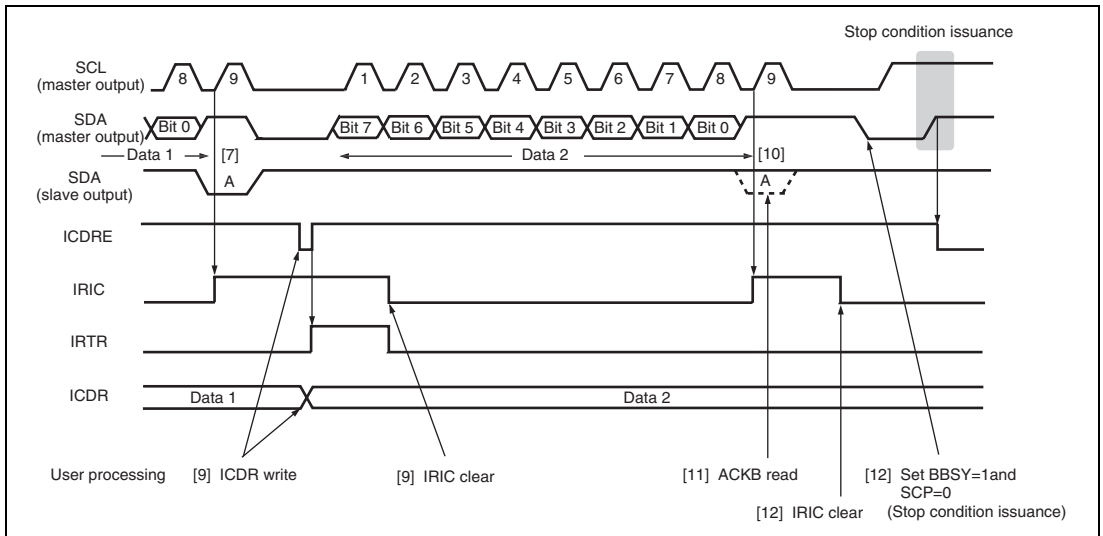 Stop condition issuance
SCL
(master output)
8
9
1
2
3
4
5
6
7
8
9
SDA
(master output)
Bit 0
Bit 7
Bit 6
Bit 5
Bit 4
Bit 3
Bit 2
Bit 1
Bit 0
Data 1
[7]
Data 2
[10]
SDA
(slave output)
A
A
ICDRE
IRIC
IRTR
ICDR
Data 1
Data 2
User processing
[9] ICDR write
[9] IRIC clear
[11] ACKB read
[12] Set BBSY=1and
SCP=0
(Stop condition issuance)
[12] IRIC clear